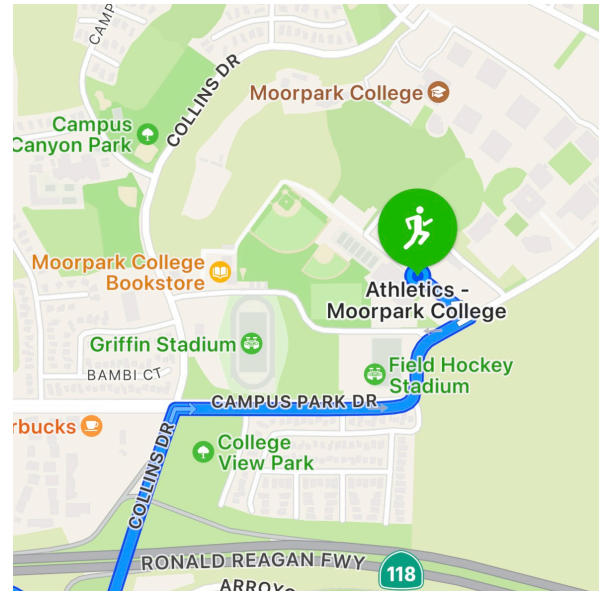 CAMP
COLLINS DR
Moorpark College
Campus
Canyon Park
Moorpark College
Bookstore
Athletics -
Moorpark College
Griffin Stadium
Field Hockey
Stadium
BAMBI CT
CAMPUS PARK DR
rbucks
COLLINS DR
College
View Park
RONALD REAGAN FWY
118
ARROYO